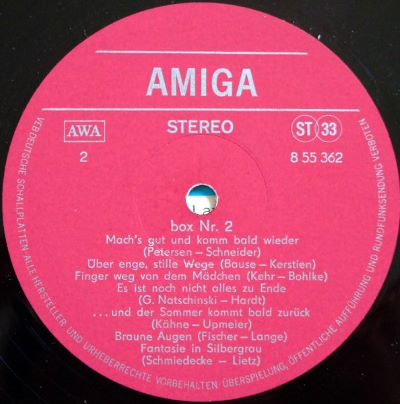 AMIGA
AWA
STEREO
ST 33
2
8 55 362
La
box Nr. 2
Mach's gut und komm bald wieder
(Petersen – Schneider)
Über enge, stille Wege (Bause – Kerstien)
Finger weg von dem Mädchen (Kehr – Bohlke)
Es ist noch nicht alles zu Ende
(G. Natschinski – Hardt)
...und der Sommer kommt bald zurück
(Kähne – Upmeier)
Braune Augen (Fischer – Lange)
Fantasie in Silbergrau
(Schmiedecke – Lietz)
VEB DEUTSCHE SCHALLPLATTEN ALLE HERSTELLER- UND URHEBERRECHTE VORBEHALTEN ÜBERSPIELUNG, ÖFFENTLICHE AUFFÜHRUNG UND RUNDFUNKSENDUNG VERBOTEN